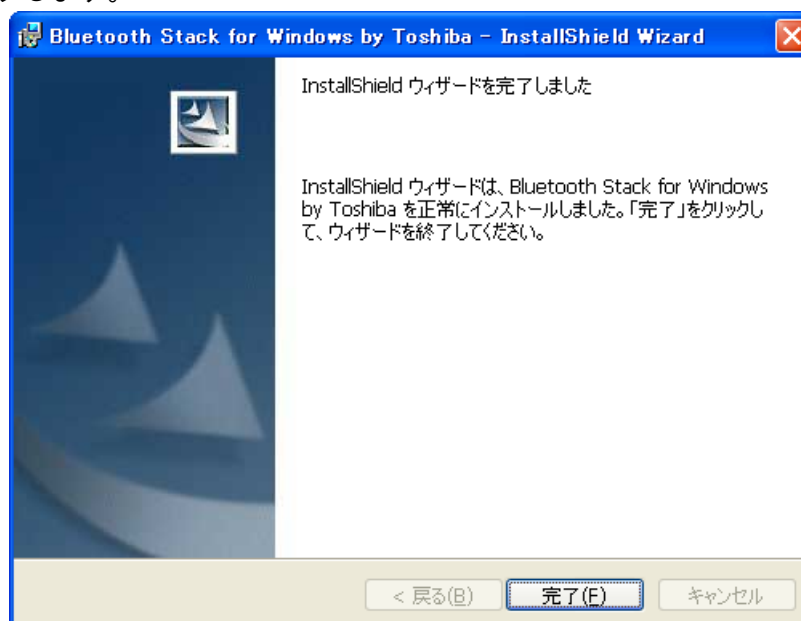 します。
Bluetooth Stack for Windows by Toshiba - InstallShield Wizard
InstallShield ウィザードを完了しました
InstallShield ウィザードは、Bluetooth Stack for Windows
by Toshiba を正常にインストールしました。「完了」をクリックし
て、ウィザードを終了してください。
< 戻る(B)
完了(F)
キャンセル